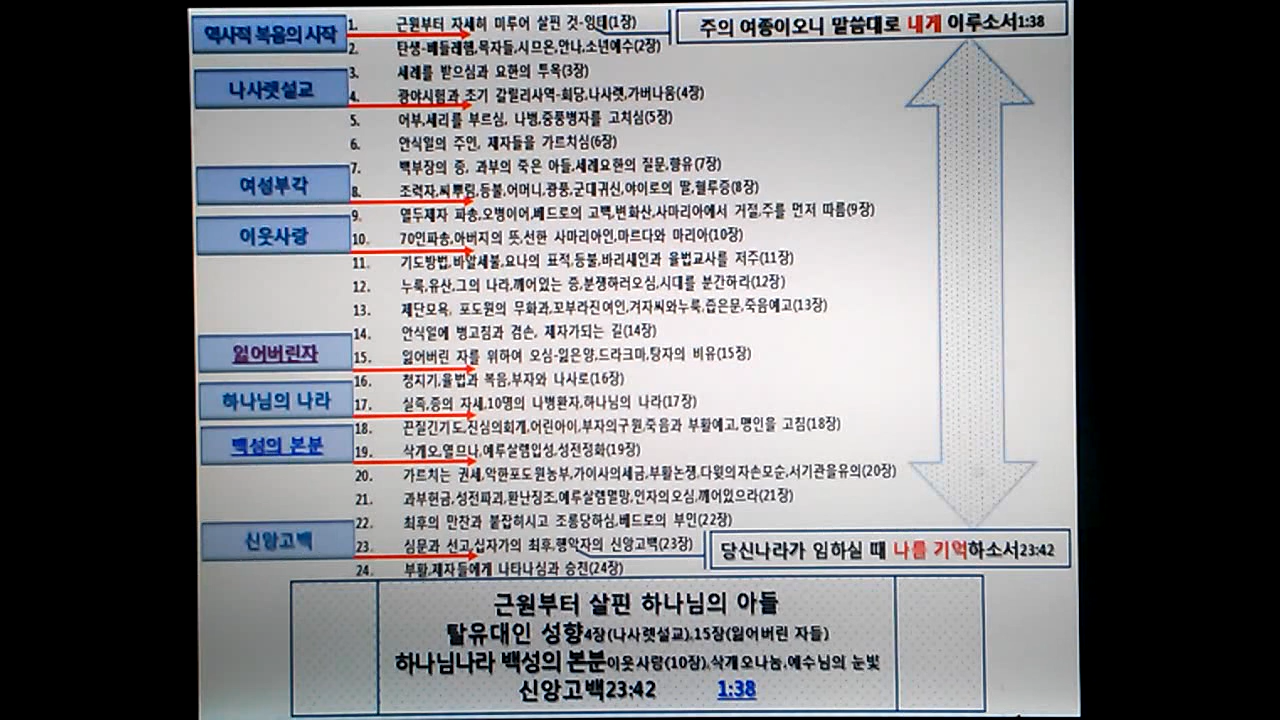 역사적 복음의 시작
나사렛설교
여성부각
이웃사랑
잃어버린자
하나님의 나라
백성의 본분
신앙고백
1. 근원부터 자세히 미루어 살핀 것-잉태(1장)
2. 탄생-베들레헴,목자들,시므온,안나,소년예수(2장)
3. 세례를 받으심과 요한의 투옥(3장)
4. 광야시험과 초기 갈릴리사역-회당,나사렛,가버나움(4장)
5. 어부,세리를 부르심, 나병,중풍병자를 고치심(5장)
6. 안식일의 주인, 제자들을 가르치심(6장)
7. 백부장의 종, 과부의 죽은 아들,세례요한의 질문,향유(7장)
8. 조력자,씨뿌림,등불,어머니,광풍,군대귀신,야이로의 딸,혈루증(8장)
9. 열두제자 파송,오병이어,베드로의 고백,변화산,사마리아에서 거절,주를 먼저 따름(9장)
10. 70인파송,아버지의 뜻,선한 사마리아인,마르다와 마리아(10장)
11. 기도방법,바알세불,요나의 표적,등불,바리새인과 율법교사를 저주(11장)
12. 누룩,유산,그의 나라,깨어있는 종,분쟁하러오심,시대를 분간하라(12장)
13. 제단모욕, 포도원의 무화과,꼬부라진여인,겨자씨와누룩,좁은문,죽음예고(13장)
14. 안식일에 병고침과 겸손, 제자가되는 길(14장)
15. 잃어버린 자를 위하여 오심-잃은양,드라크마,탕자의 비유(15장)
16. 청지기,율법과 복음,부자와 나사로(16장)
17. 실족,종의 자세,10명의 나병환자,하나님의 나라(17장)
18. 끈질긴기도,진심의회개,어린아이,부자의구원,죽음과 부활예고,맹인을 고침(18장)
19. 삭개오,열므나,예루살렘입성,성전정화(19장)
20. 가르치는 권세,악한포도원농부,가이사의세금,부활논쟁,다윗의자손모순,서기관을유의(20장)
21. 과부헌금,성전파괴,환난징조,예루살렘멸망,인자의오심,깨어있으라(21장)
22. 최후의 만찬과 붙잡히시고 조롱당하심,베드로의 부인(22장)
23. 심문과 선고,십자가의 최후,행악자의 신앙고백(23장)
24. 부활,제자들에게 나타나심과 승천(24장)
주의 여종이오니 말씀대로 내게 이루소서1:38
당신나라가 임하실 때 나를 기억하소서23:42
근원부터 살핀 하나님의 아들
탈유대인 성향4장(나사렛설교),15장(잃어버린 자들)
하나님나라 백성의 본분이웃사랑(10장),삭개오나눔,예수님의 눈빛
신앙고백23:42 1:38